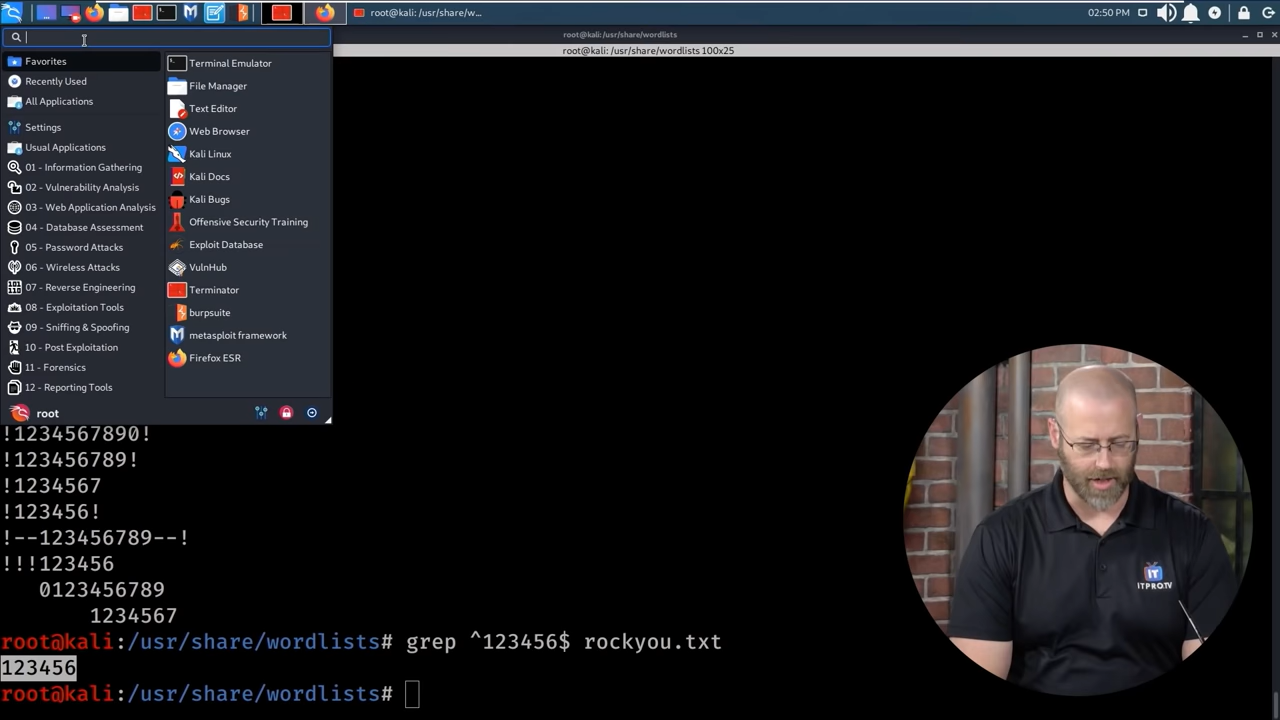 root@kali: /usr/share/w...
02:50 PM
root@kali: /usr/share/wordlists
root@kali: /usr/share/wordlists 100x25
Favorites
Recently Used
All Applications
Settings
Usual Applications
01 - Information Gathering
02 - Vulnerability Analysis
03 - Web Application Analysis
04 - Database Assessment
05 - Password Attacks
06 - Wireless Attacks
07 - Reverse Engineering
08 - Exploitation Tools
09 - Sniffing & Spoofing
10 - Post Exploitation
11 - Forensics
12 - Reporting Tools
Terminal Emulator
File Manager
Text Editor
Web Browser
Kali Linux
Kali Docs
Kali Bugs
Offensive Security Training
Exploit Database
VulnHub
Terminator
burpsuite
metasploit framework
Firefox ESR
root
!1234567890!
!123456789!
!1234567
!123456!
!--123456789--!
!!!123456
0123456789
1234567
root@kali:/usr/share/wordlists# grep ^123456$ rockyou.txt
123456
root@kali:/usr/share/wordlists#
IT
ITPRO.TV